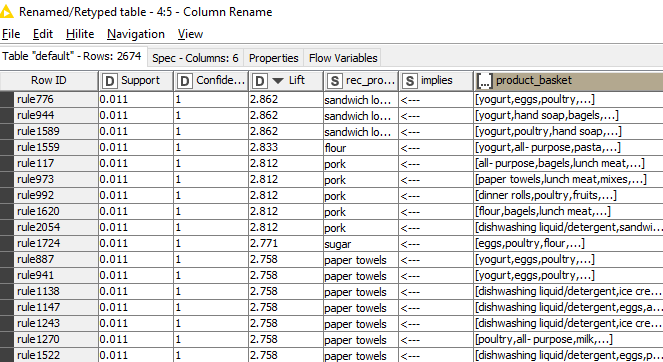 Renamed/Retyped table - 4:5 - Column Rename
File Edit Hilite Navigation View
Table "default" - Rows: 2674 Spec - Columns: 6 Properties Flow Variables
Row ID D Support D Confide... D Lift S rec_pro... S implies [...] product_basket
rule776 0.011 1 2.862 sandwich lo... <--- [yogurt,eggs,poultry,...]
rule944 0.011 1 2.862 sandwich lo... <--- [yogurt,hand soap,bagels,...]
rule1589 0.011 1 2.862 sandwich lo... <--- [yogurt,poultry,hand soap,...]
rule1559 0.011 1 2.833 flour <--- [yogurt,all- purpose,pasta,...]
rule117 0.011 1 2.812 pork <--- [all- purpose,bagels,lunch meat,...]
rule973 0.011 1 2.812 pork <--- [paper towels,lunch meat,mixes,...]
rule992 0.011 1 2.812 pork <--- [dinner rolls,poultry,fruits,...]
rule1620 0.011 1 2.812 pork <--- [flour,bagels,lunch meat,...]
rule2054 0.011 1 2.812 pork <--- [dishwashing liquid/detergent,sandwi...
rule1724 0.011 1 2.771 sugar <--- [eggs,poultry,flour,...]
rule887 0.011 1 2.758 paper towels <--- [yogurt,eggs,poultry,...]
rule941 0.011 1 2.758 paper towels <--- [yogurt,eggs,poultry,...]
rule1138 0.011 1 2.758 paper towels <--- [dishwashing liquid/detergent,ice cre...
rule1147 0.011 1 2.758 paper towels <--- [dishwashing liquid/detergent,eggs,a...
rule1243 0.011 1 2.758 paper towels <--- [dishwashing liquid/detergent,ice cre...
rule1270 0.011 1 2.758 paper towels <--- [poultry,all- purpose,milk,...]
rule1522 0.011 1 2.758 paper towels <--- [dishwashing liquid/detergent,eggs,p...